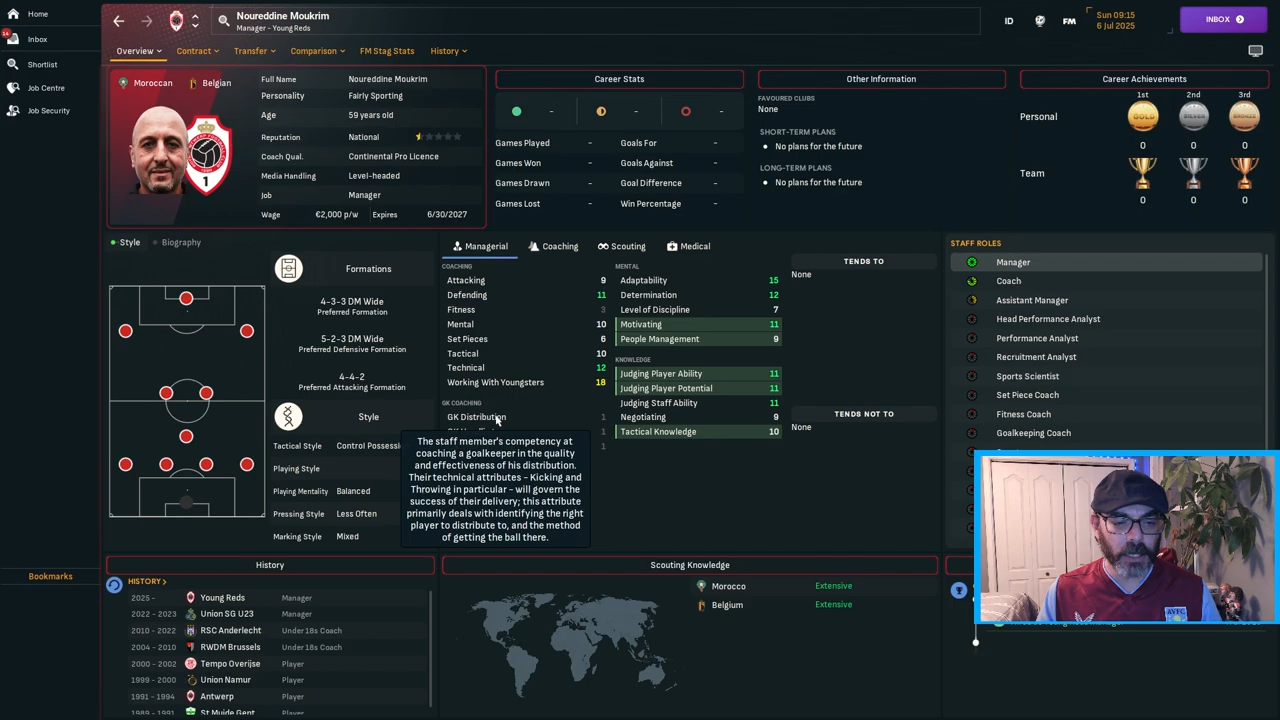 Home
14
Inbox
Shortlist
Job Centre
Job Security
Bookmarks
Noureddine Moukrim
Manager - Young Reds
ID
FM
Sun 09:15
6 Jul 2025
INBOX
Overview
Contract
Transfer
Comparison
FM Stag Stats
History
Moroccan
Belgian
1
Full Name Noureddine Moukrim
Personality Fairly Sporting
Age 59 years old
Reputation National
Coach Qual. Continental Pro Licence
Media Handling Level-headed
Job Manager
Wage €2,000 p/w Expires 6/30/2027
Career Stats
- - -
Games Played - Goals For -
Games Won - Goals Against -
Games Drawn - Goal Difference -
Games Lost - Win Percentage -
Other Information
FAVOURED CLUBS
None
SHORT-TERM PLANS
No plans for the future
LONG-TERM PLANS
No plans for the future
Career Achievements
1st 2nd 3rd
Personal GOLD SILVER BRONZE
0 0 0
Team
0 0 0
Style
Biography
Formations
4-3-3 DM Wide
Preferred Formation
5-2-3 DM Wide
Preferred Defensive Formation
4-4-2
Preferred Attacking Formation
Style
Tactical Style Control Possessi
Playing Style
Playing Mentality Balanced
Pressing Style Less Often
Marking Style Mixed
Managerial
Coaching
Scouting
Medical
COACHING
Attacking 9
Defending 11
Fitness 3
Mental 10
Set Pieces 6
Tactical 10
Technical 12
Working With Youngsters 18
GK COACHING
GK Distribution 1
1
1
The staff member's competency at
coaching a goalkeeper in the quality
and effectiveness of his distribution.
Their technical attributes - Kicking and
Throwing in particular - will govern the
success of their delivery; this attribute
primarily deals with identifying the right
player to distribute to, and the method
of getting the ball there.
MENTAL
Adaptability 15
Determination 12
Level of Discipline 7
Motivating 11
People Management 9
KNOWLEDGE
Judging Player Ability 11
Judging Player Potential 11
Judging Staff Ability 11
Negotiating 9
Tactical Knowledge 10
TENDS TO
None
TENDS NOT TO
None
STAFF ROLES
Manager
Coach
Assistant Manager
Head Performance Analyst
Performance Analyst
Recruitment Analyst
Sports Scientist
Set Piece Coach
Fitness Coach
Goalkeeping Coach
History
HISTORY >
2025 - Young Reds Manager
2022 - 2023 Union SG U23 Manager
2010 - 2022 RSC Anderlecht Under 18s Coach
2004 - 2010 RWDM Brussels Under 18s Coach
2000 - 2002 Tempo Overijse Player
1999 - 2000 Union Namur Player
1991 - 1994 Antwerp Player
1989 - 1991 St Muide Gent Player
Scouting Knowledge
Morocco Extensive
Belgium Extensive
AVFC